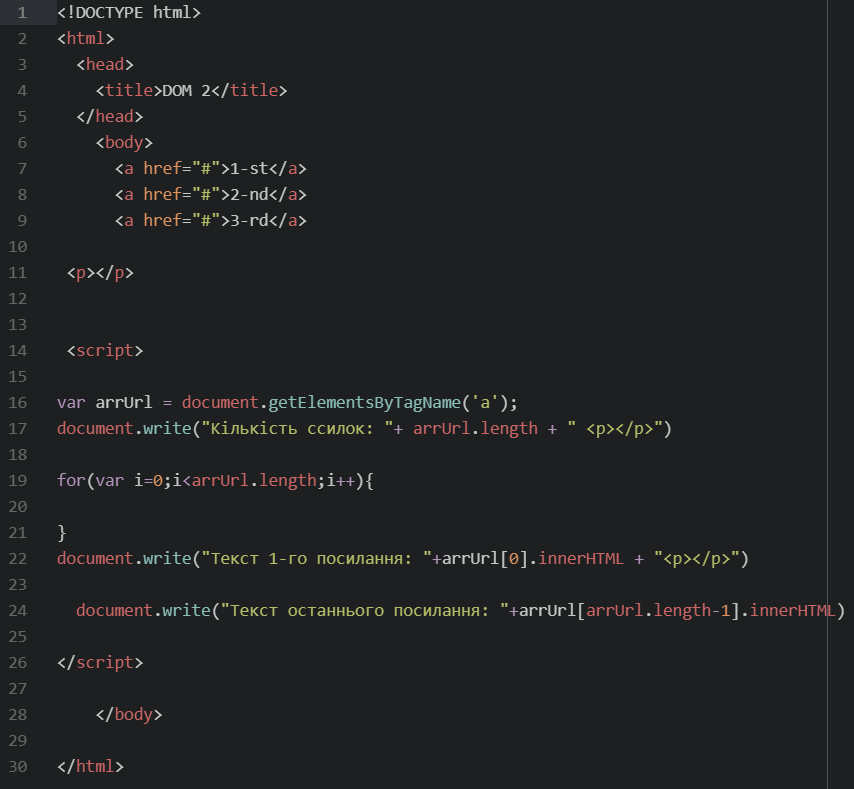 1 <!DOCTYPE html>
2 <html>
3 <head>
4 <title>DOM 2</title>
5 </head>
6 <body>
7 <a href="#">1-st</a>
8 <a href="#">2-nd</a>
9 <a href="#">3-rd</a>
10
11 <p></p>
12
13
14 <script>
15
16 var arrUrl = document.getElementsByTagName('a');
17 document.write("Кількість ссилок: "+ arrUrl.length + " <p></p>")
18
19 for(var i=0;i<arrUrl.length;i++){
20
21 }
22 document.write("Текст 1-го посилання: "+arrUrl[0].innerHTML + "<p></p>")
23
24 document.write("Текст останнього посилання: "+arrUrl[arrUrl.length-1].innerHTML)
25
26 </script>
27
28 </body>
29
30 </html>